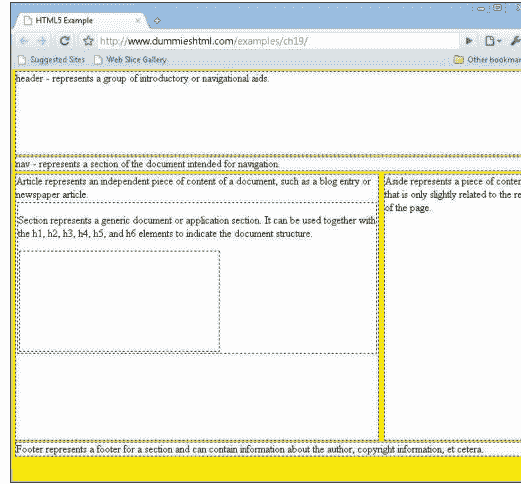 HTML5 Example
http://www.dummieshtml.com/examples/ch19/
Suggested Sites Web Slice Gallery Other bookmar
header - represents a group of introductory or navigational aids.
nav - represents a section of the document intended for navigation
Article represents an independent piece of content of a document, such as a blog entry or
newspaper article.
Section represents a generic document or application section. It can be used together with
the h1, h2, h3, h4, h5, and h6 elements to indicate the document structure.
Aside represents a piece of conten
that is only slightly related to the re
of the page.
Footer represents a footer for a section and can contain information about the author, copyright information, et cetera.